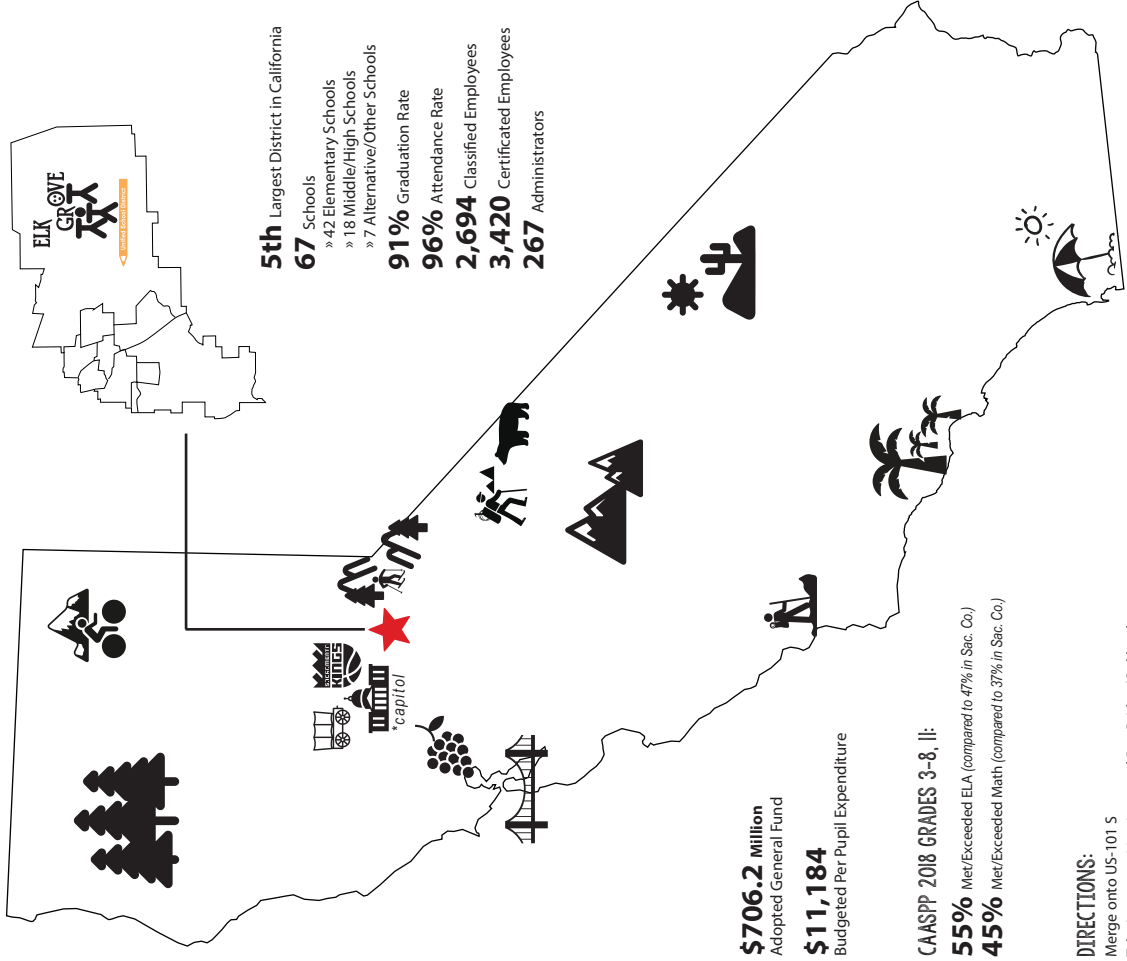 ELK
GROVE
Unified School District
5th Largest District in California
67 Schools
» 42 Elementary Schools
» 18 Middle/High Schools
» 7 Alternative/Other Schools
91% Graduation Rate
96% Attendance Rate
2,694 Classified Employees
3,420 Certificated Employees
267 Administrators
SACRAMENTO
KINGS
*capitol
$706.2 Million
Adopted General Fund
$11,184
Budgeted Per Pupil Expenditure
CAASPP 2018 GRADES 3-8, 11:
55% Met/Exceeded ELA (compared to 47% in Sac. Co.)
45% Met/Exceeded Math (compared to 37% in Sac. Co.)
DIRECTIONS:
Merge onto US-101 S